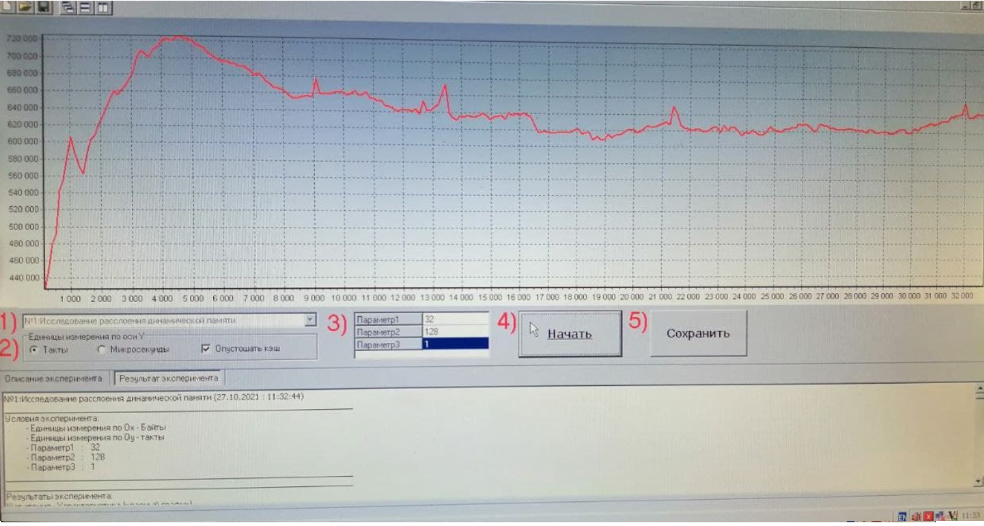 720 000
700 000
680 000
660 000
640 000
620 000
600 000
580 000
560 000
540 000
520 000
500 000
480 000
460 000
440 000
1 000 2 000 3 000 4 000 5 000 6 000 7 000 8 000 9 000 10 000 11 000 12 000 13 000 14 000 15 000 16 000 17 000 18 000 19 000 20 000 21 000 22 000 23 000 24 000 25 000 26 000 27 000 28 000 29 000 30 000 31 000 32 000
1) №1:Исследование расслоения динамической памяти
2) Единицы измерения по оси Y
Такты Микросекунды Опустошать кэш
3) Параметр1 32
Параметр2 128
Параметр3 1
4) Начать
5) Сохранить
Описание эксперимента Результат эксперимента
№1:Исследование расслоения динамической памяти (27.10.2021 : 11:32:44)
Условия эксперимента:
- Единицы измерения по Ox - Байты
- Единицы измерения по Oy - такты
- Параметр1 : 32
- Параметр2 : 128
- Параметр3 : 1
Результаты эксперимента:
EN 11:33